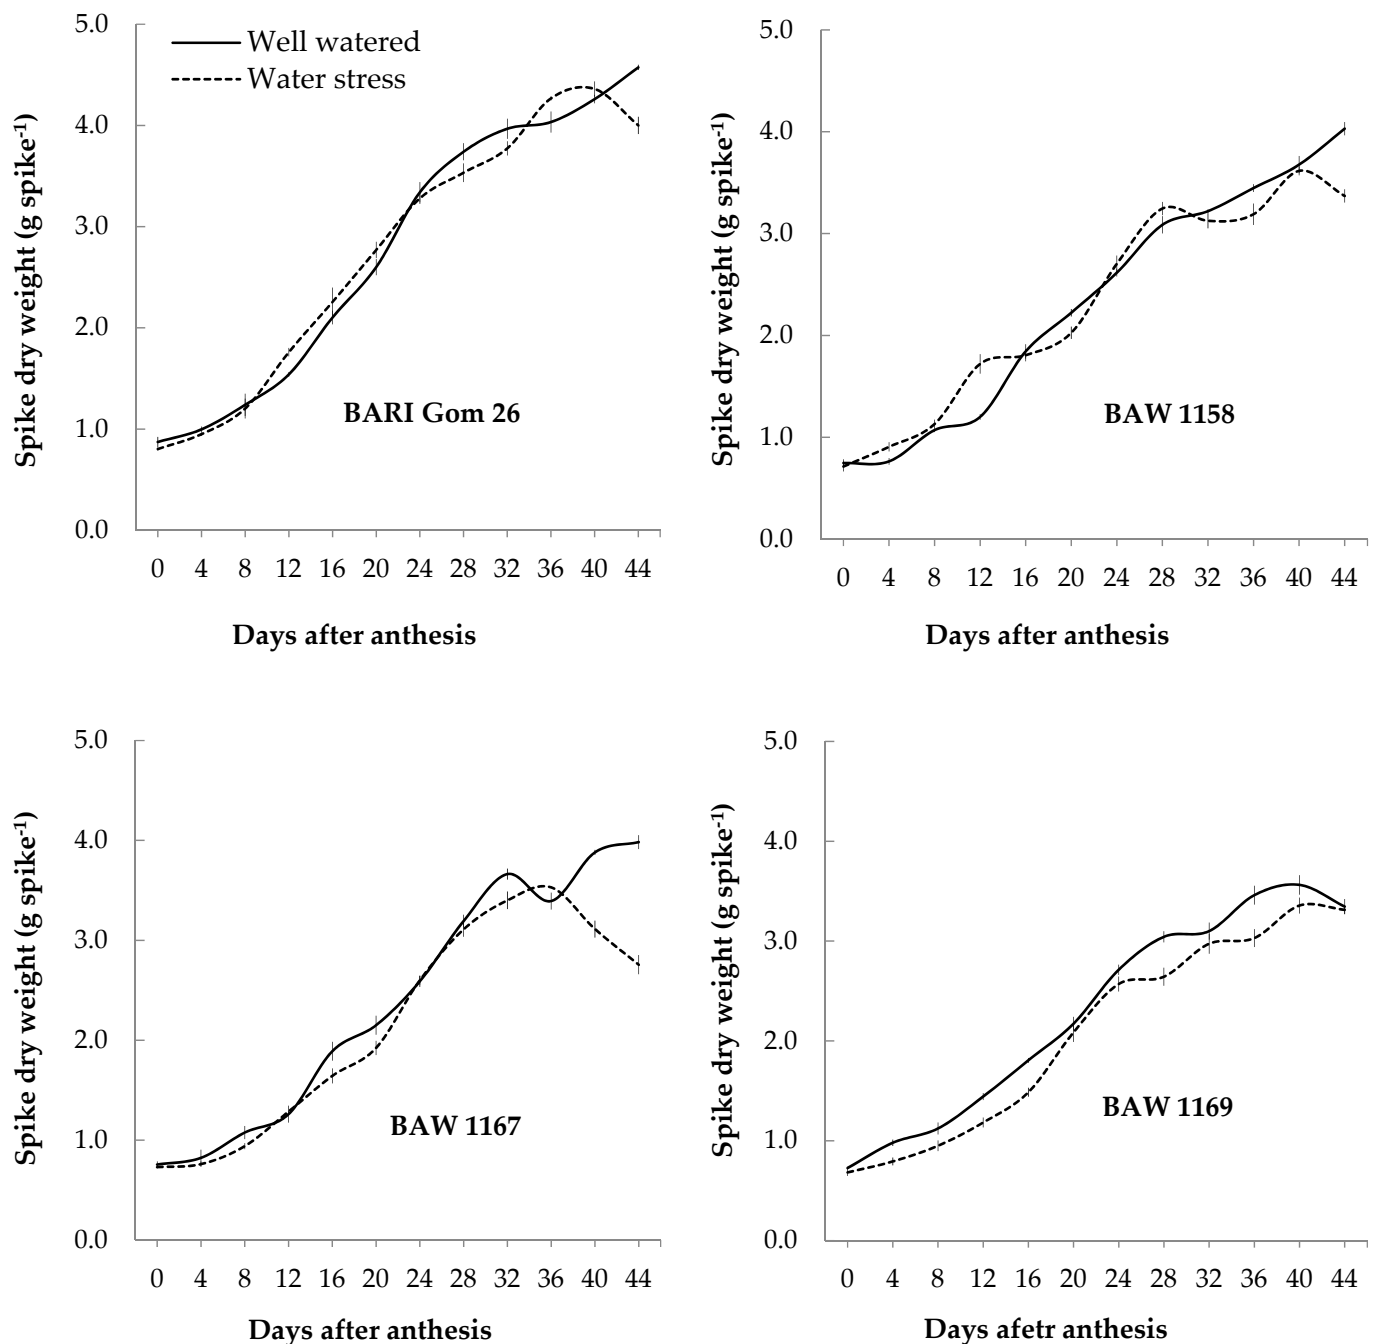 Well watered
Water stress
Spike dry weight (g spike⁻¹)
5.0
4.0
3.0
2.0
1.0
0.0
BARI Gom 26
0 4 8 12 16 20 24 28 32 36 40 44
Days after anthesis
Spike dry weight (g spike⁻¹)
5.0
4.0
3.0
2.0
1.0
0.0
BAW 1158
0 4 8 12 16 20 24 28 32 36 40 44
Days after anthesis
Spike dry weight (g spike⁻¹)
5.0
4.0
3.0
2.0
1.0
0.0
BAW 1167
0 4 8 12 16 20 24 28 32 36 40 44
Days after anthesis
Spike dry weight (g spike⁻¹)
5.0
4.0
3.0
2.0
1.0
0.0
BAW 1169
0 4 8 12 16 20 24 28 32 36 40 44
Days afetr anthesis